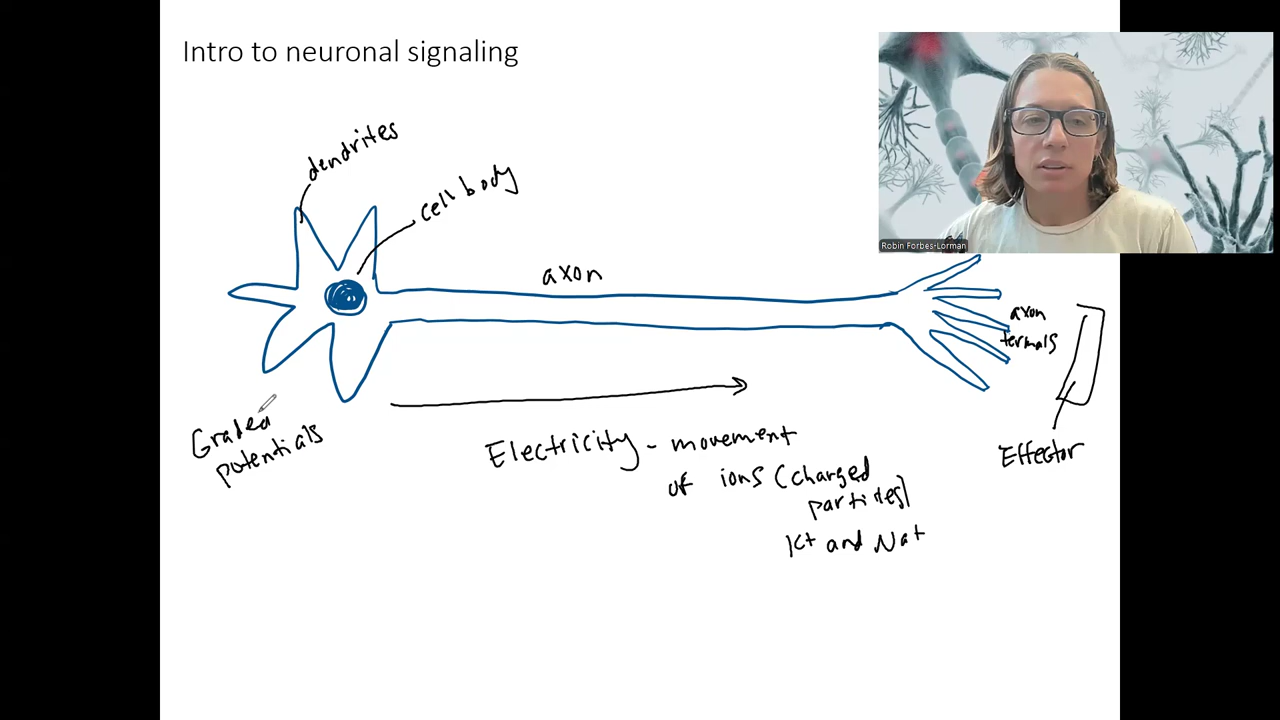 Intro to neuronal signaling
Robin Forbes-Lorman
dendrites
cell body
axon
axon
termals
Graded
potentials
Electricity - movement
of ions (charged
particles)
K+ and Na+
Effector